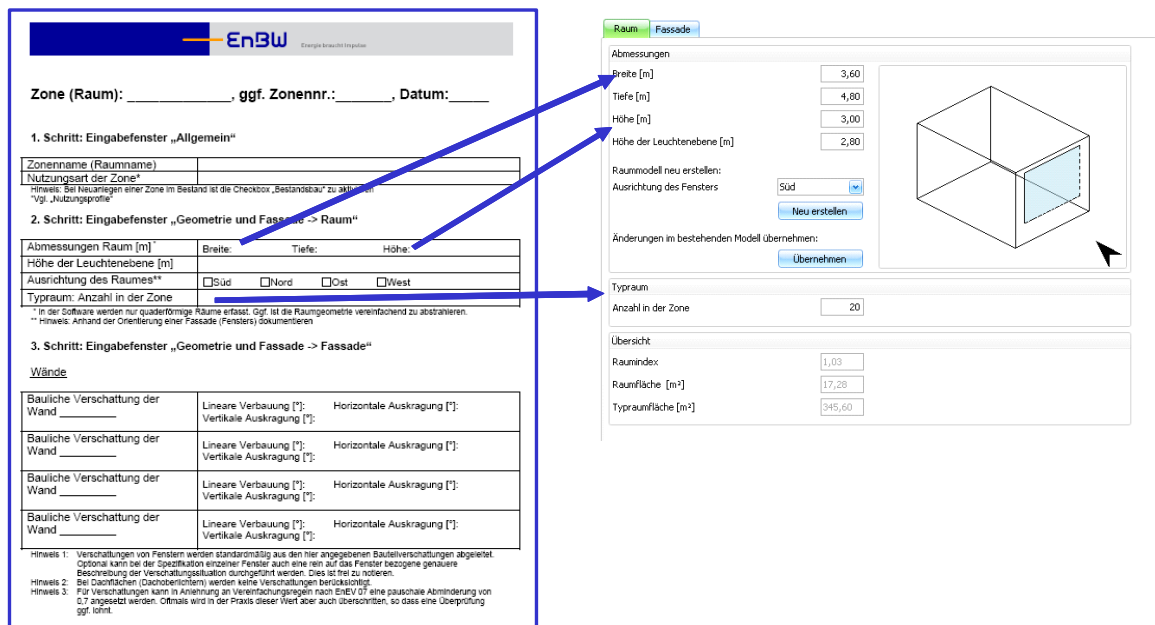 EnBW
Energie braucht Impulse
Zone (Raum): _____________, ggf. Zonennr.:_______, Datum:_____
1. Schritt: Eingabefenster „Allgemein“
Zonenname (Raumname)
Nutzungsart der Zone*
Hinweis: Bei Neuanlegen einer Zone im Bestand ist die Checkbox „Bestandsbau“ zu aktivieren
*Vgl. „Nutzungsprofile“
2. Schritt: Eingabefenster „Geometrie und Fassade -> Raum“
Abmessungen Raum [m]* Breite: Tiefe: Höhe:
Höhe der Leuchtenebene [m]
Ausrichtung des Raumes** Süd Nord Ost West
Typraum: Anzahl in der Zone
* In der Software werden nur quaderförmige Räume erfasst. Ggf. ist die Raumgeometrie vereinfachend zu abstrahieren.
** Hinweis: Anhand der Orientierung einer Fassade (Fensters) dokumentieren
3. Schritt: Eingabefenster „Geometrie und Fassade -> Fassade“
Wände
Bauliche Verschattung der
Wand _________
Lineare Verbauung [°]: Horizontale Auskragung [°]:
Vertikale Auskragung [°]:
Bauliche Verschattung der
Wand _________
Lineare Verbauung [°]: Horizontale Auskragung [°]:
Vertikale Auskragung [°]:
Bauliche Verschattung der
Wand _________
Lineare Verbauung [°]: Horizontale Auskragung [°]:
Vertikale Auskragung [°]:
Bauliche Verschattung der
Wand _________
Lineare Verbauung [°]: Horizontale Auskragung [°]:
Vertikale Auskragung [°]:
Hinweis 1: Verschattungen von Fenstern werden standardmäßig aus den hier angegebenen Bauteilverschattungen abgeleitet.
Optional kann bei der Spezifikation einzelner Fenster auch eine rein auf das Fenster bezogene genauere
Beschreibung der Verschattungssituation durchgeführt werden. Dies ist frei zu notieren.
Hinweis 2: Bei Dachflächen (Dachoberlichtern) werden keine Verschattungen berücksichtigt.
Hinweis 3: Für Verschattungen kann in Anlehnung an Vereinfachungsregeln nach EnEV 07 eine pauschale Abminderung von
0,7 angesetzt werden. Oftmals wird in der Praxis dieser Wert aber auch überschritten, so dass eine Überprüfung
ggf. lohnt.
Raum Fassade
Abmessungen
Breite [m] 3,60
Tiefe [m] 4,80
Höhe [m] 3,00
Höhe der Leuchtenebene [m] 2,80
Raummodell neu erstellen:
Ausrichtung des Fensters Süd
Neu erstellen
Änderungen im bestehenden Modell übernehmen:
Übernehmen
Typraum
Anzahl in der Zone 20
Übersicht
Raumindex 1,03
Raumfläche [m²] 17,28
Typraumfläche [m²] 345,60